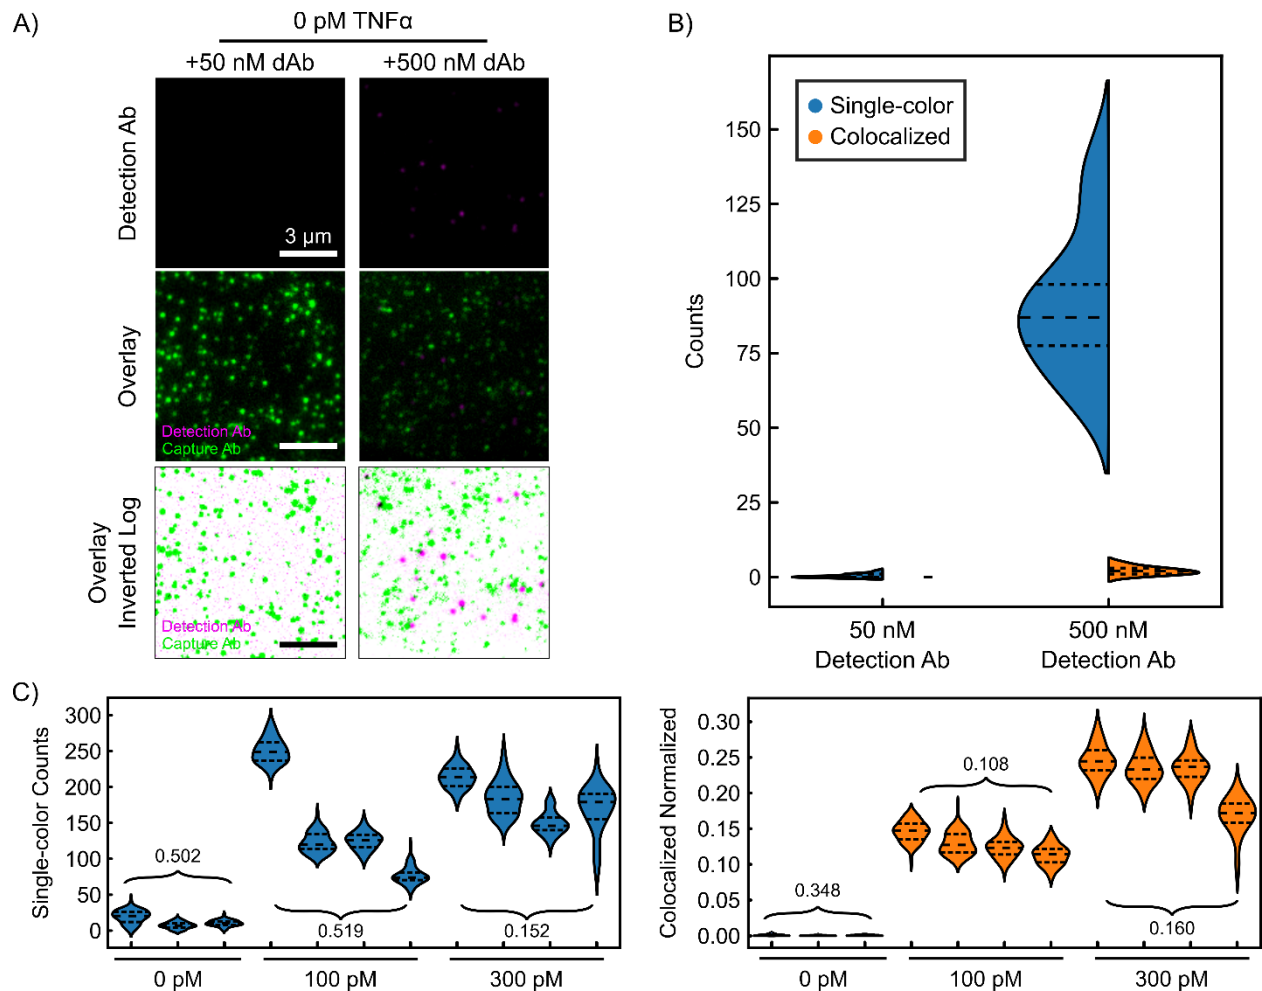 A)
0 pM TNFα
+50 nM dAb
+500 nM dAb
Detection Ab
3 μm
Overlay
Detection Ab
Capture Ab
Overlay
Inverted Log
Detection Ab
Capture Ab
B)
Single-color
Colocalized
Counts
150
125
100
75
50
25
0
50 nM
Detection Ab
500 nM
Detection Ab
C)
Single-color Counts
300
250
200
150
100
50
0
0.502
0.519
0.152
0 pM
100 pM
300 pM
Colocalized Normalized
0.30
0.25
0.20
0.15
0.10
0.05
0.00
0.348
0.108
0.160
0 pM
100 pM
300 pM